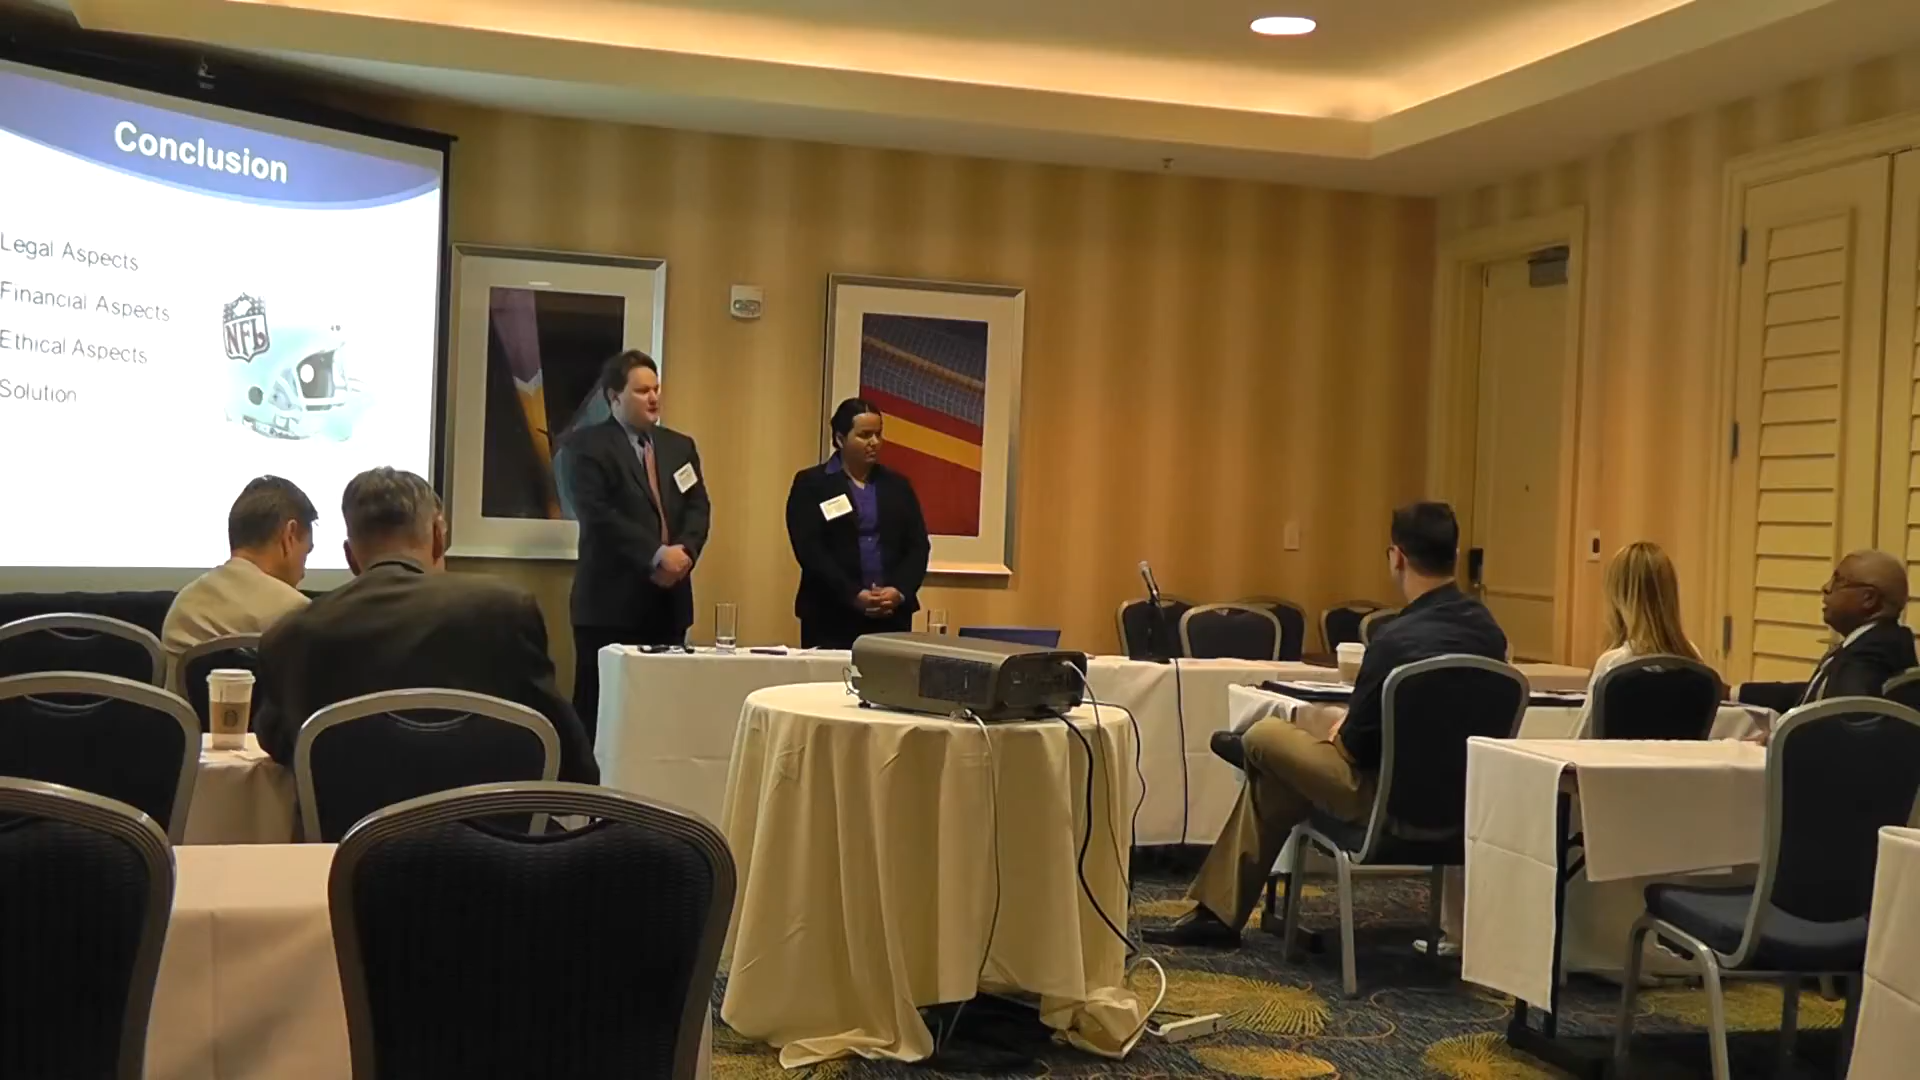 Conclusion
Legal Aspects
Financial Aspects
Ethical Aspects
Solution
NFL